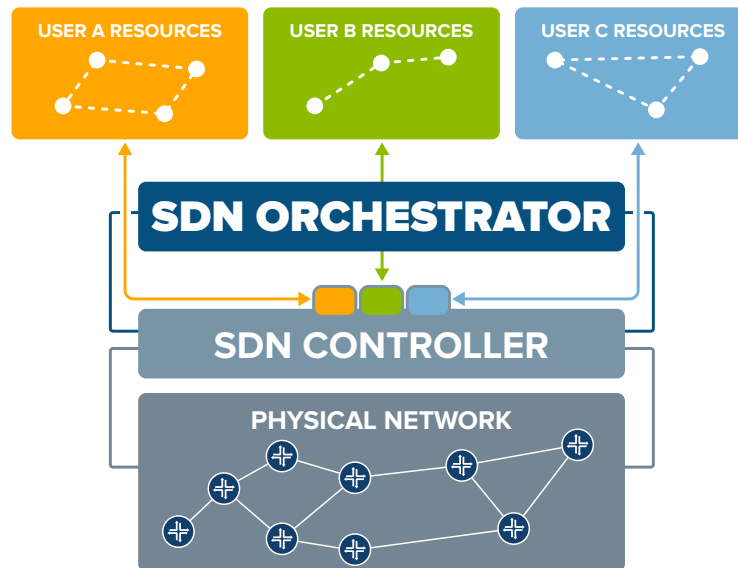 USER A RESOURCES
USER B RESOURCES
USER C RESOURCES
SDN ORCHESTRATOR
SDN CONTROLLER
PHYSICAL NETWORK